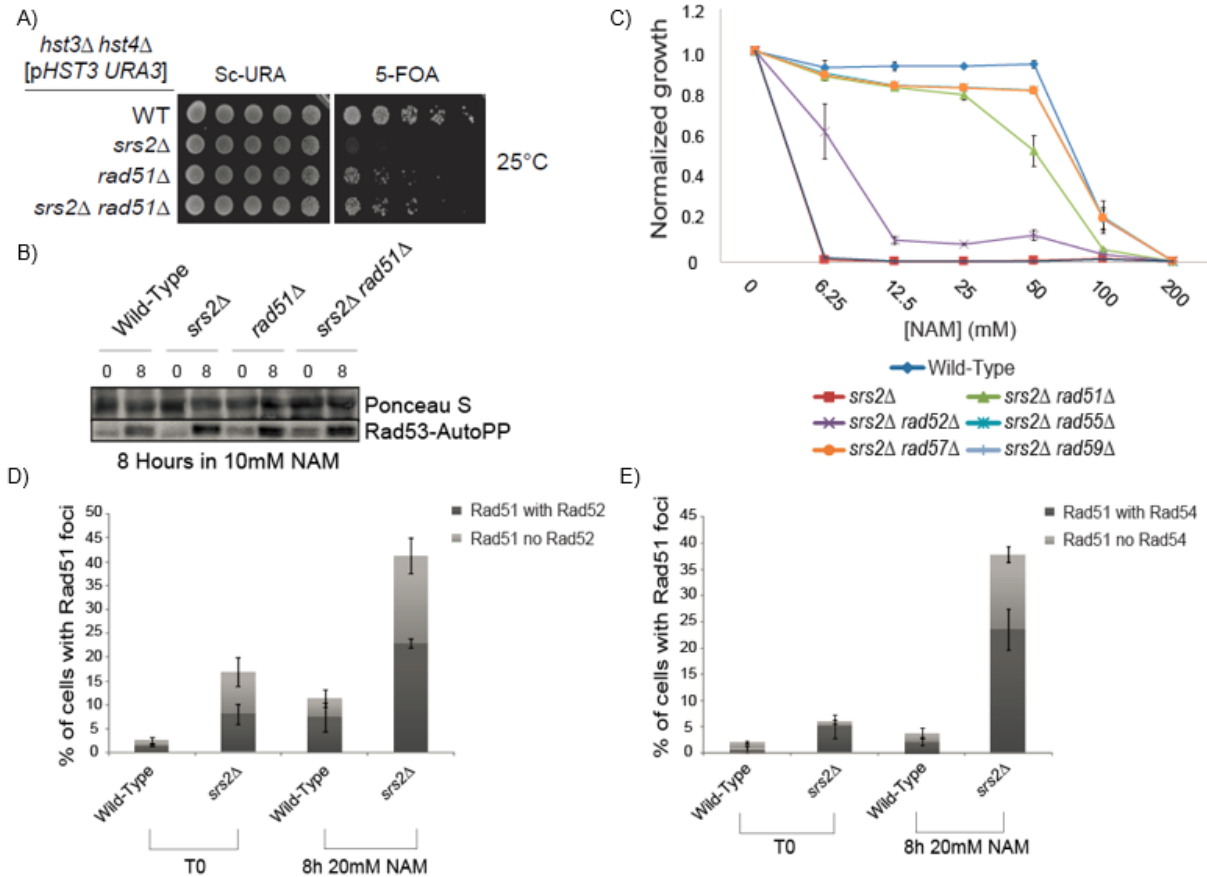 A)
hst3Δ hst4Δ
[pHST3 URA3]
Sc-URA
5-FOA
WT
srs2Δ
rad51Δ
srs2Δ rad51Δ
25°C
B)
Wild-Type
srs2Δ
rad51Δ
srs2Δ rad51Δ
0 8 0 8 0 8 0 8
Ponceau S
Rad53-AutoPP
8 Hours in 10mM NAM
C)
Normalized growth
1.0
0.8
0.6
0.4
0.2
0
0 6.25 12.5 25 50 100 200
[NAM] (mM)
Wild-Type
srs2Δ
srs2Δ rad51Δ
srs2Δ rad52Δ
srs2Δ rad55Δ
srs2Δ rad57Δ
srs2Δ rad59Δ
D)
% of cells with Rad51 foci
50
45
40
35
30
25
20
15
10
5
0
Rad51 with Rad52
Rad51 no Rad52
Wild-Type
srs2Δ
Wild-Type
srs2Δ
T0
8h 20mM NAM
E)
% of cells with Rad51 foci
45
40
35
30
25
20
15
10
5
0
Rad51 with Rad54
Rad51 no Rad54
Wild-Type
srs2Δ
Wild-Type
srs2Δ
T0
8h 20mM NAM